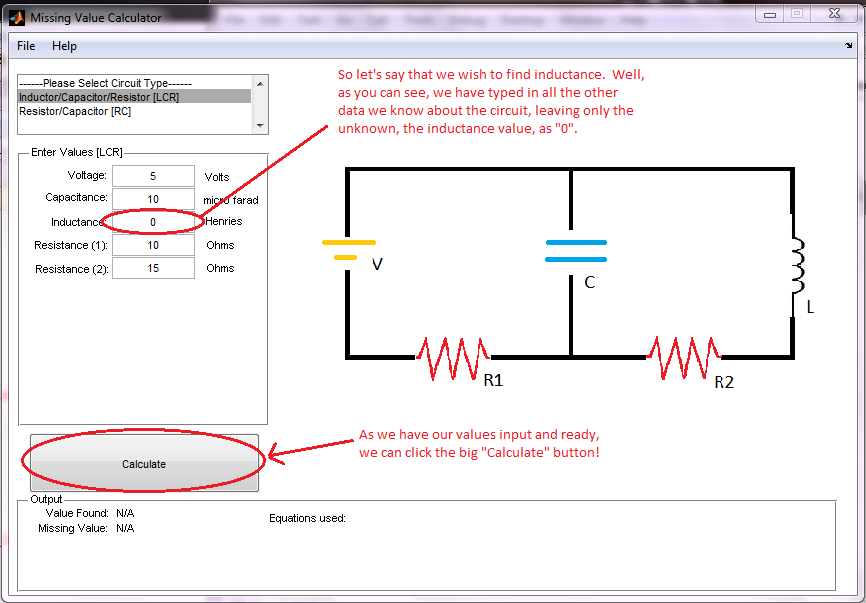 Missing Value Calculator
File Help
------Please Select Circuit Type------
Inductor/Capacitor/Resistor [LCR]
Resistor/Capacitor [RC]
So let's say that we wish to find inductance. Well,
as you can see, we have typed in all the other
data we know about the circuit, leaving only the
unknown, the inductance value, as "0".
Enter Values [LCR]
Voltage: 5 Volts
Capacitance: 10 micro farad
Inductance: 0 Henries
Resistance (1): 10 Ohms
Resistance (2): 15 Ohms
V
C
L
R1
R2
As we have our values input and ready,
we can click the big "Calculate" button!
Calculate
Output
Value Found: N/A
Missing Value: N/A
Equations used: